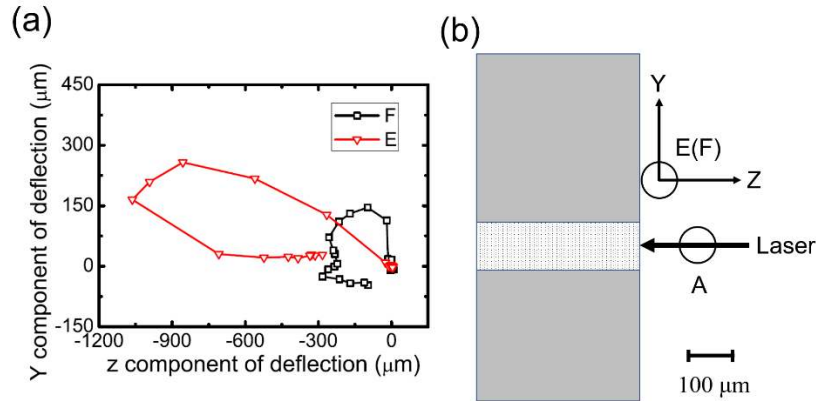 (a)
Y component of deflection (μm)
450
300
150
0
-150
-1200
-900
-600
-300
0
z component of deflection (μm)
F
E
(b)
Y
E(F)
Z
Laser
A
100 μm